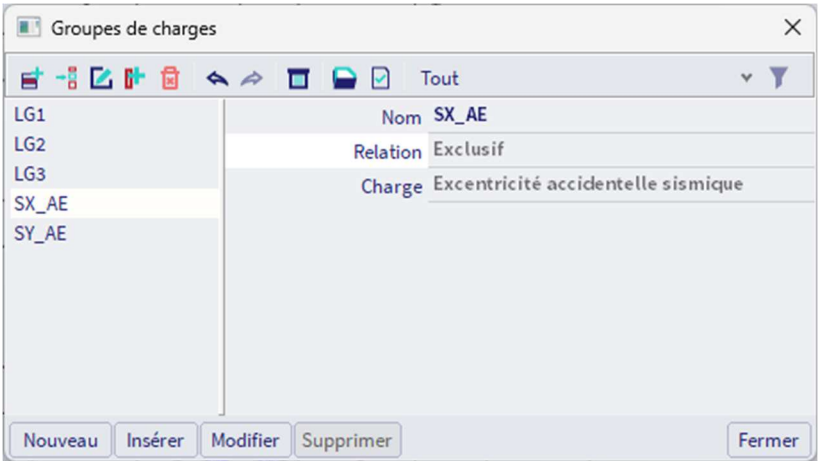 Groupes de charges
Tout
LG1
LG2
LG3
SX_AE
SY_AE
Nom SX_AE
Relation Exclusif
Charge Excentricité accidentelle sismique
Nouveau Insérer Modifier Supprimer Fermer